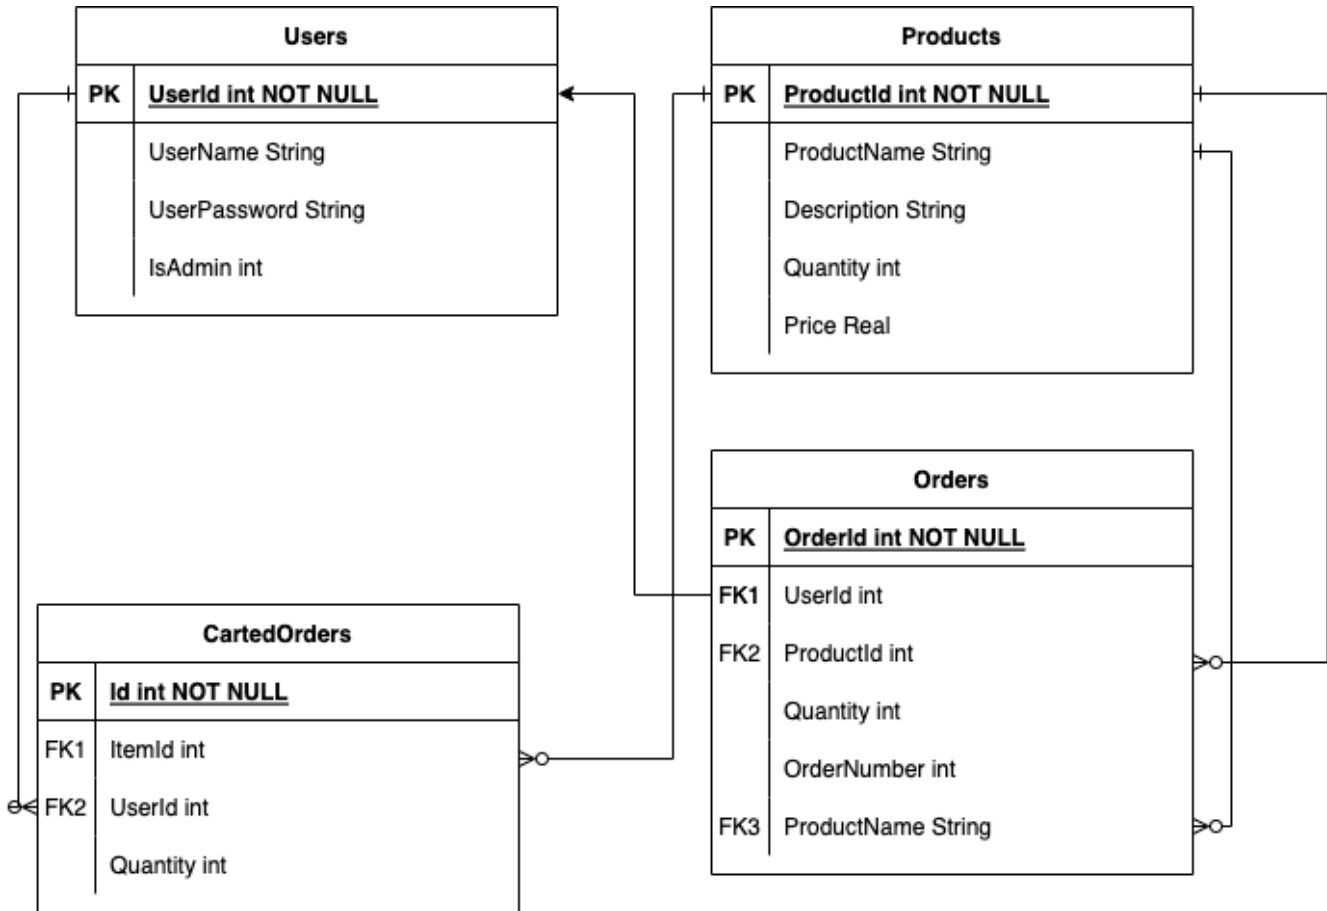 Users
PK UserId int NOT NULL
UserName String
UserPassword String
IsAdmin int
Products
PK ProductId int NOT NULL
ProductName String
Description String
Quantity int
Price Real
Orders
PK OrderId int NOT NULL
FK1 UserId int
FK2 ProductId int
Quantity int
OrderNumber int
FK3 ProductName String
CartedOrders
PK Id int NOT NULL
FK1 ItemId int
FK2 UserId int
Quantity int